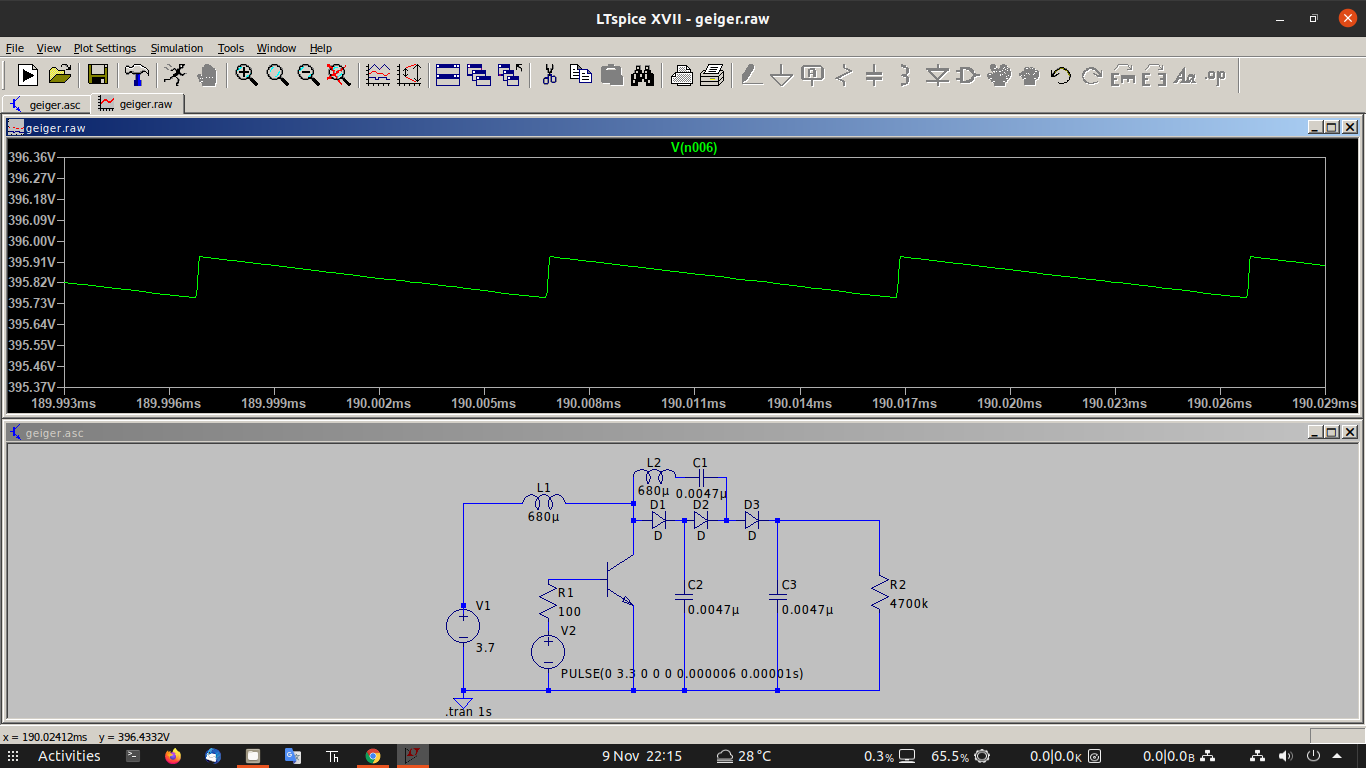 LTspice XVII - geiger.raw
File View Plot Settings Simulation Tools Window Help
.op
geiger.asc geiger.raw
geiger.raw
V(n006)
396.36V
396.27V
396.18V
396.09V
396.00V
395.91V
395.82V
395.73V
395.64V
395.55V
395.46V
395.37V
189.993ms 189.996ms 189.999ms 190.002ms 190.005ms 190.008ms 190.011ms 190.014ms 190.017ms 190.020ms 190.023ms 190.026ms 190.029ms
geiger.asc
L2 C1
L1 680µ 0.0047µ
680µ D1 D2 D3
D D D
R1 C2 C3 R2
100 0.0047µ 0.0047µ 4700k
V1 V2
3.7
PULSE(0 3.3 0 0 0 0.000006 0.00001s)
.tran 1s
x = 190.02412ms y = 396.4332V
Activities Th 9 Nov 22:15 28 °C 0.3% 65.5% 0.0|0.0K 0.0|0.0B